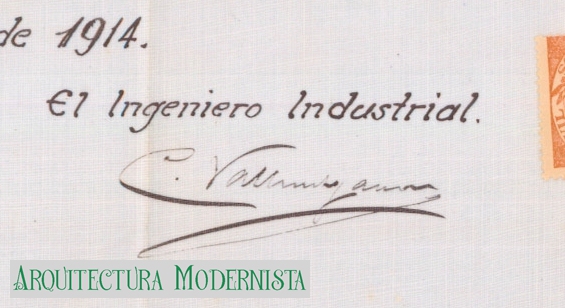 de 1914.
El Ingeniero Industrial.
C.
ARQUITECTURA MODERNISTA